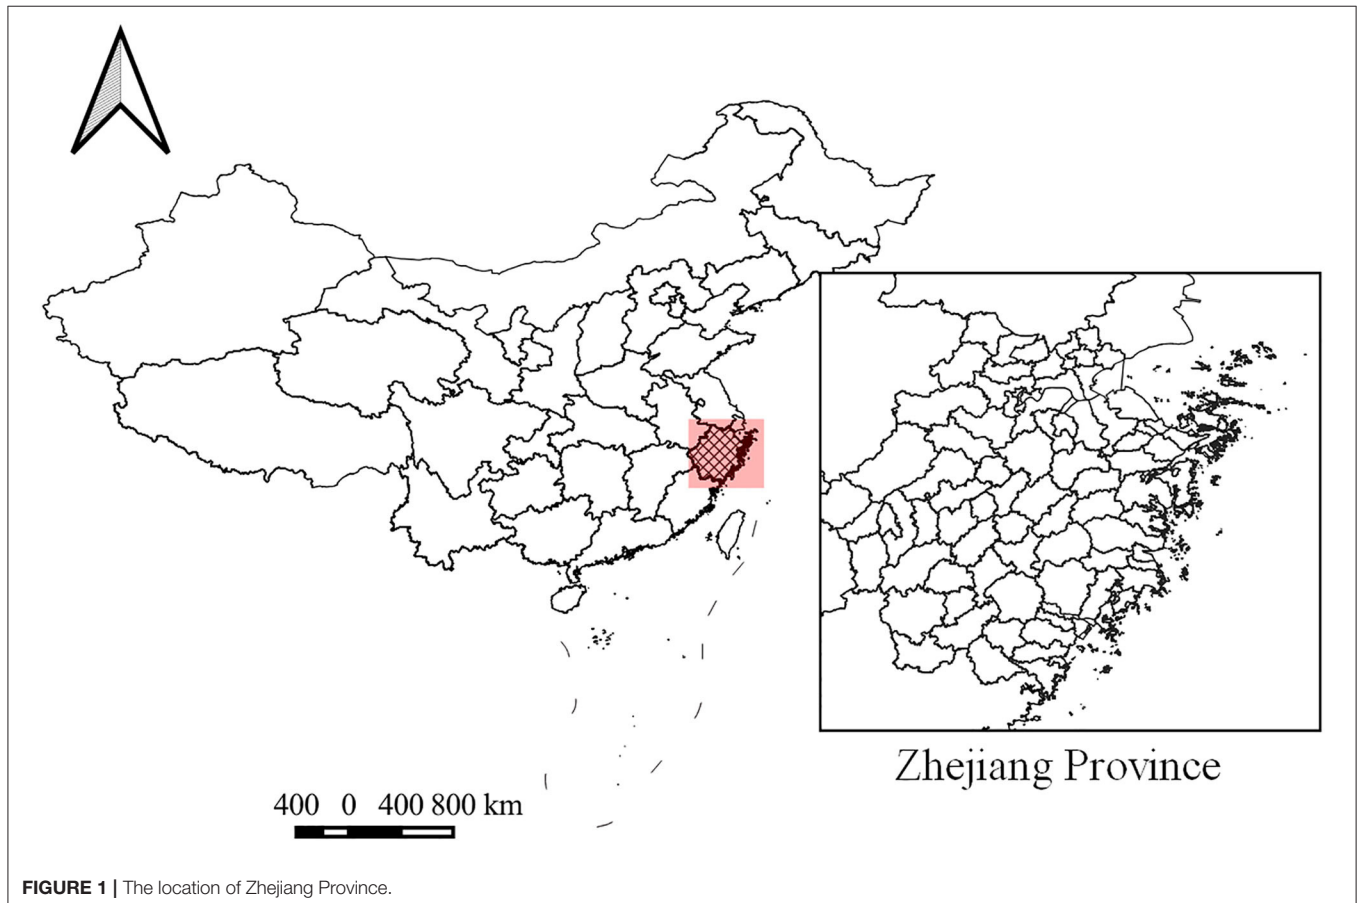 Zhejiang Province
400 0 400 800 km
FIGURE 1 | The location of Zhejiang Province.